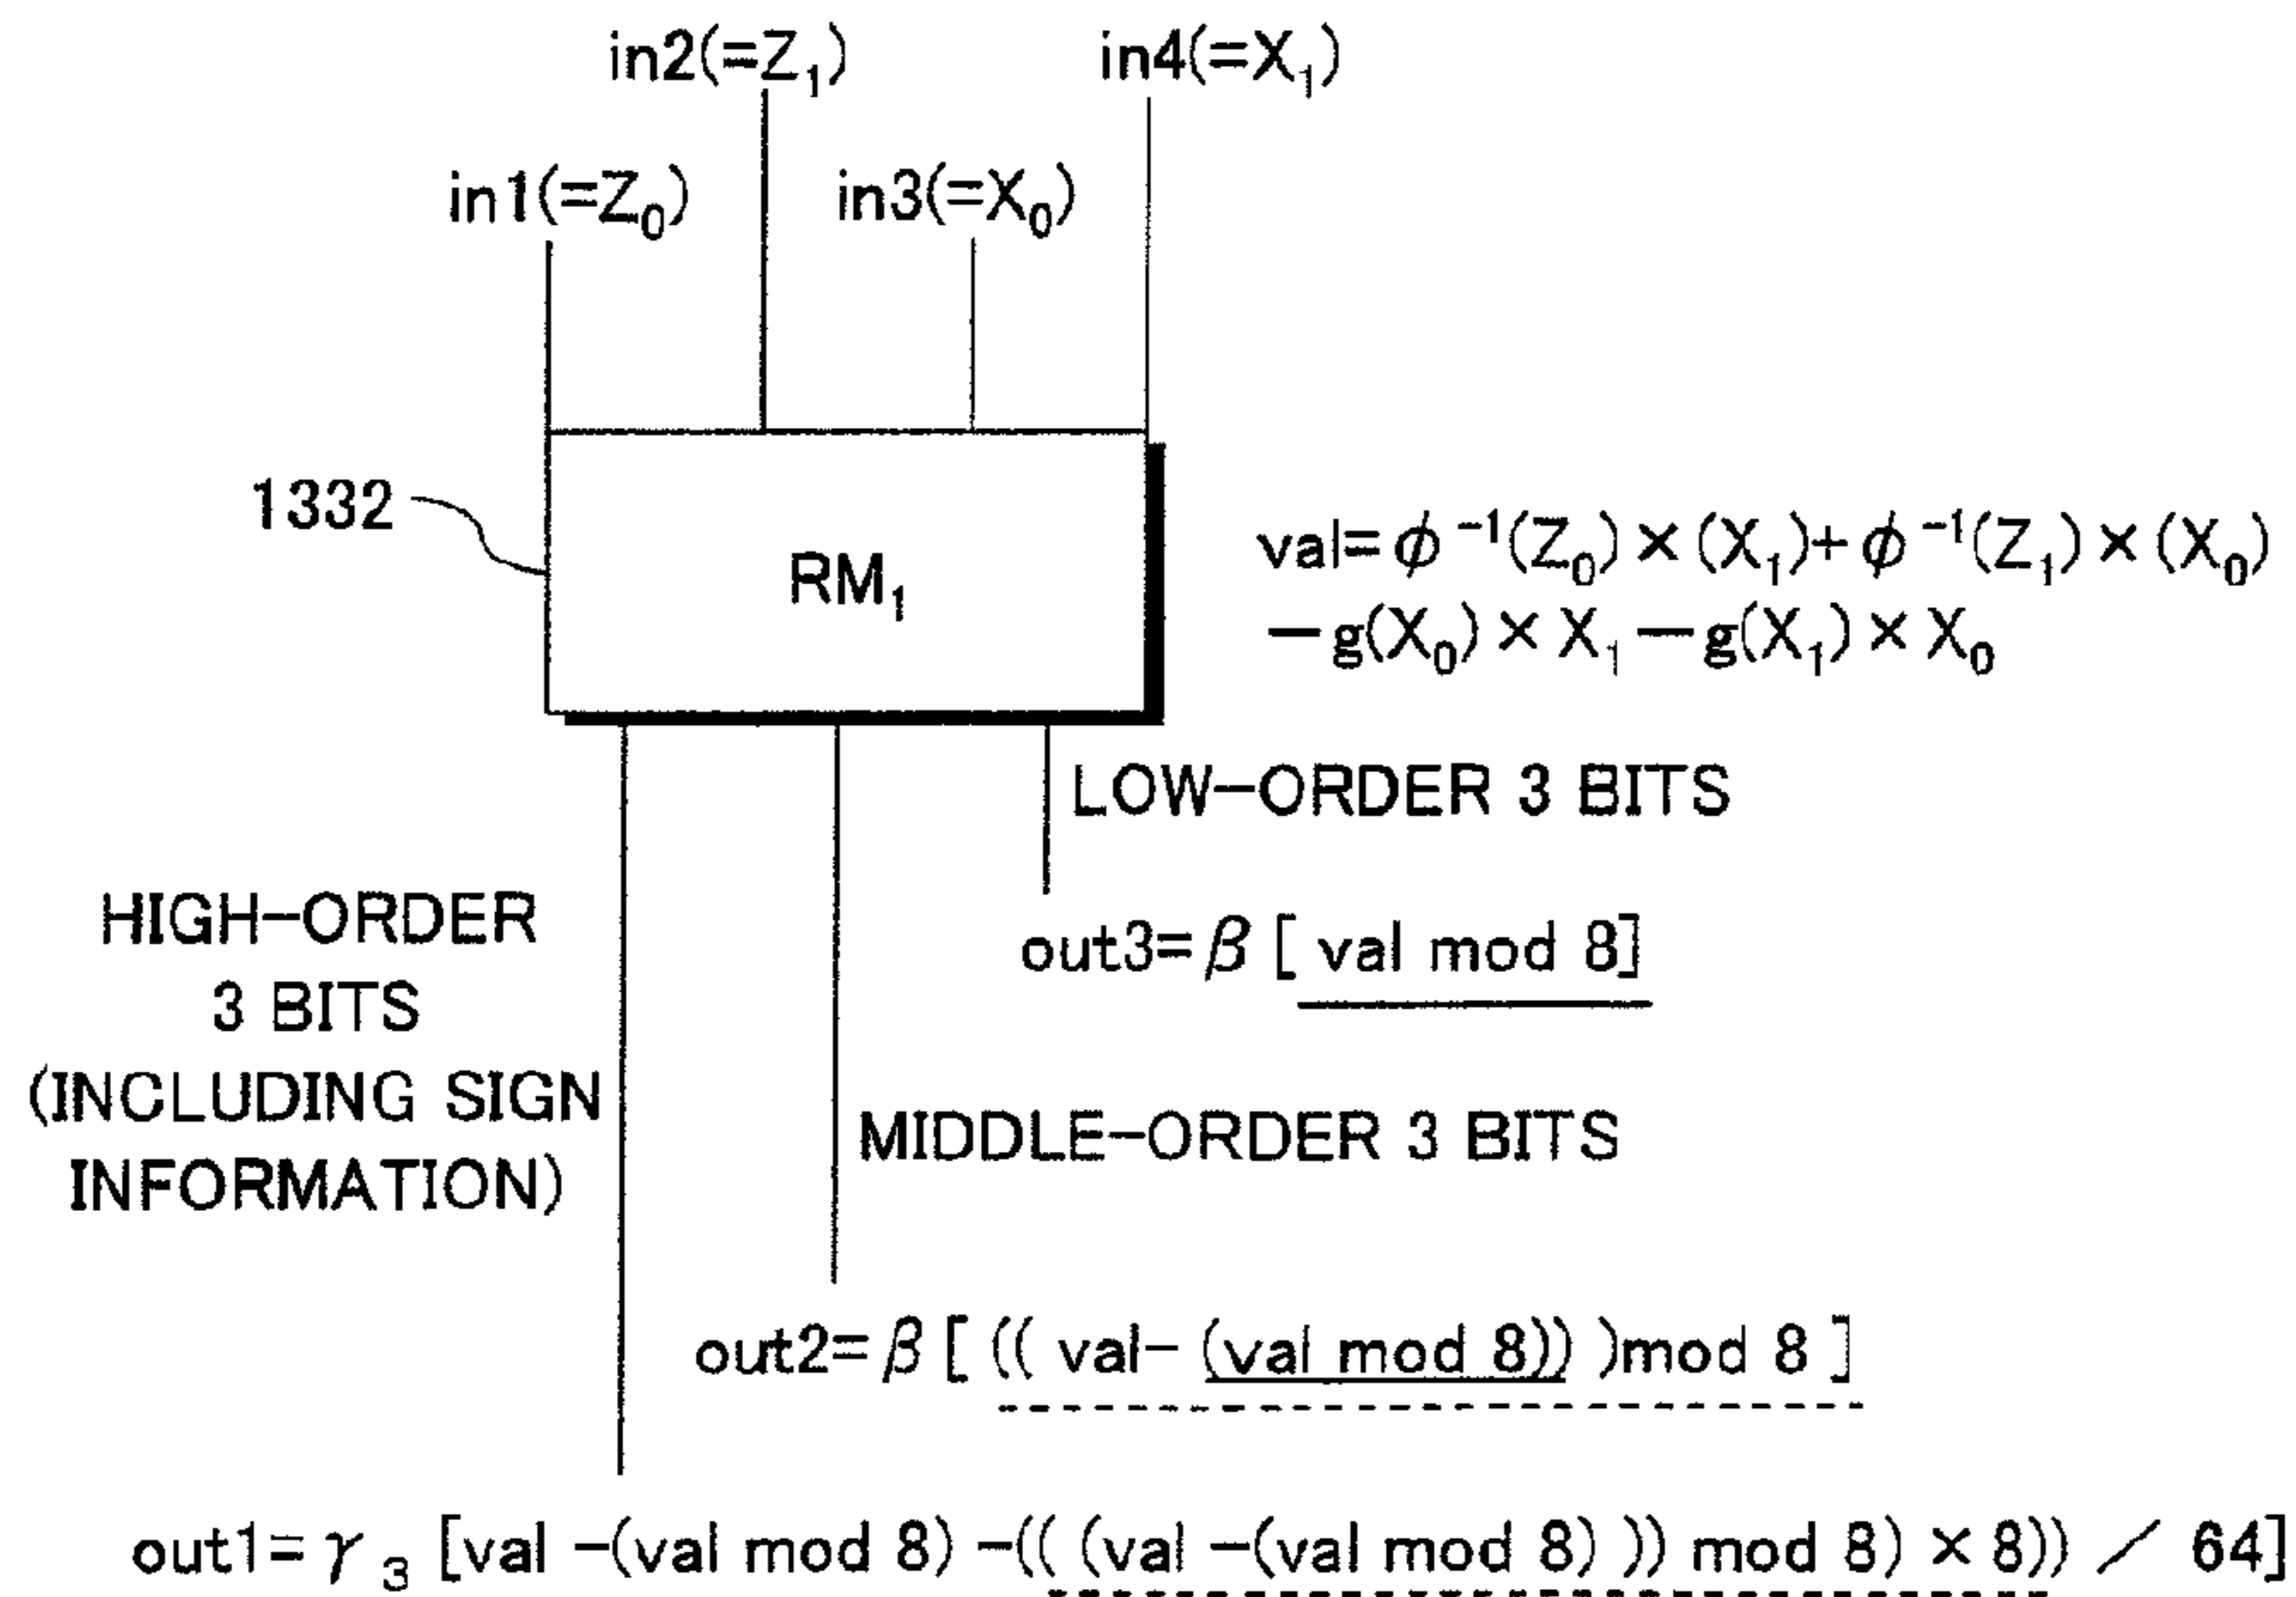 in2(=Z₁)
in4(=X₁)
in1(=Z₀)
in3(=X₀)
1332
RM₁
val=ϕ⁻¹(Z₀)×(X₁)+ϕ⁻¹(Z₁)×(X₀)
−g(X₀)×X₁−g(X₁)×X₀
LOW-ORDER 3 BITS
HIGH-ORDER
3 BITS
(INCLUDING SIGN
INFORMATION)
out3=β[ val mod 8]
MIDDLE-ORDER 3 BITS
out2=β[ (( val- (val mod 8)) )mod 8 ]
out1=γ₃ [val -(val mod 8) -(( (val -(val mod 8) )) mod 8) × 8)) / 64]